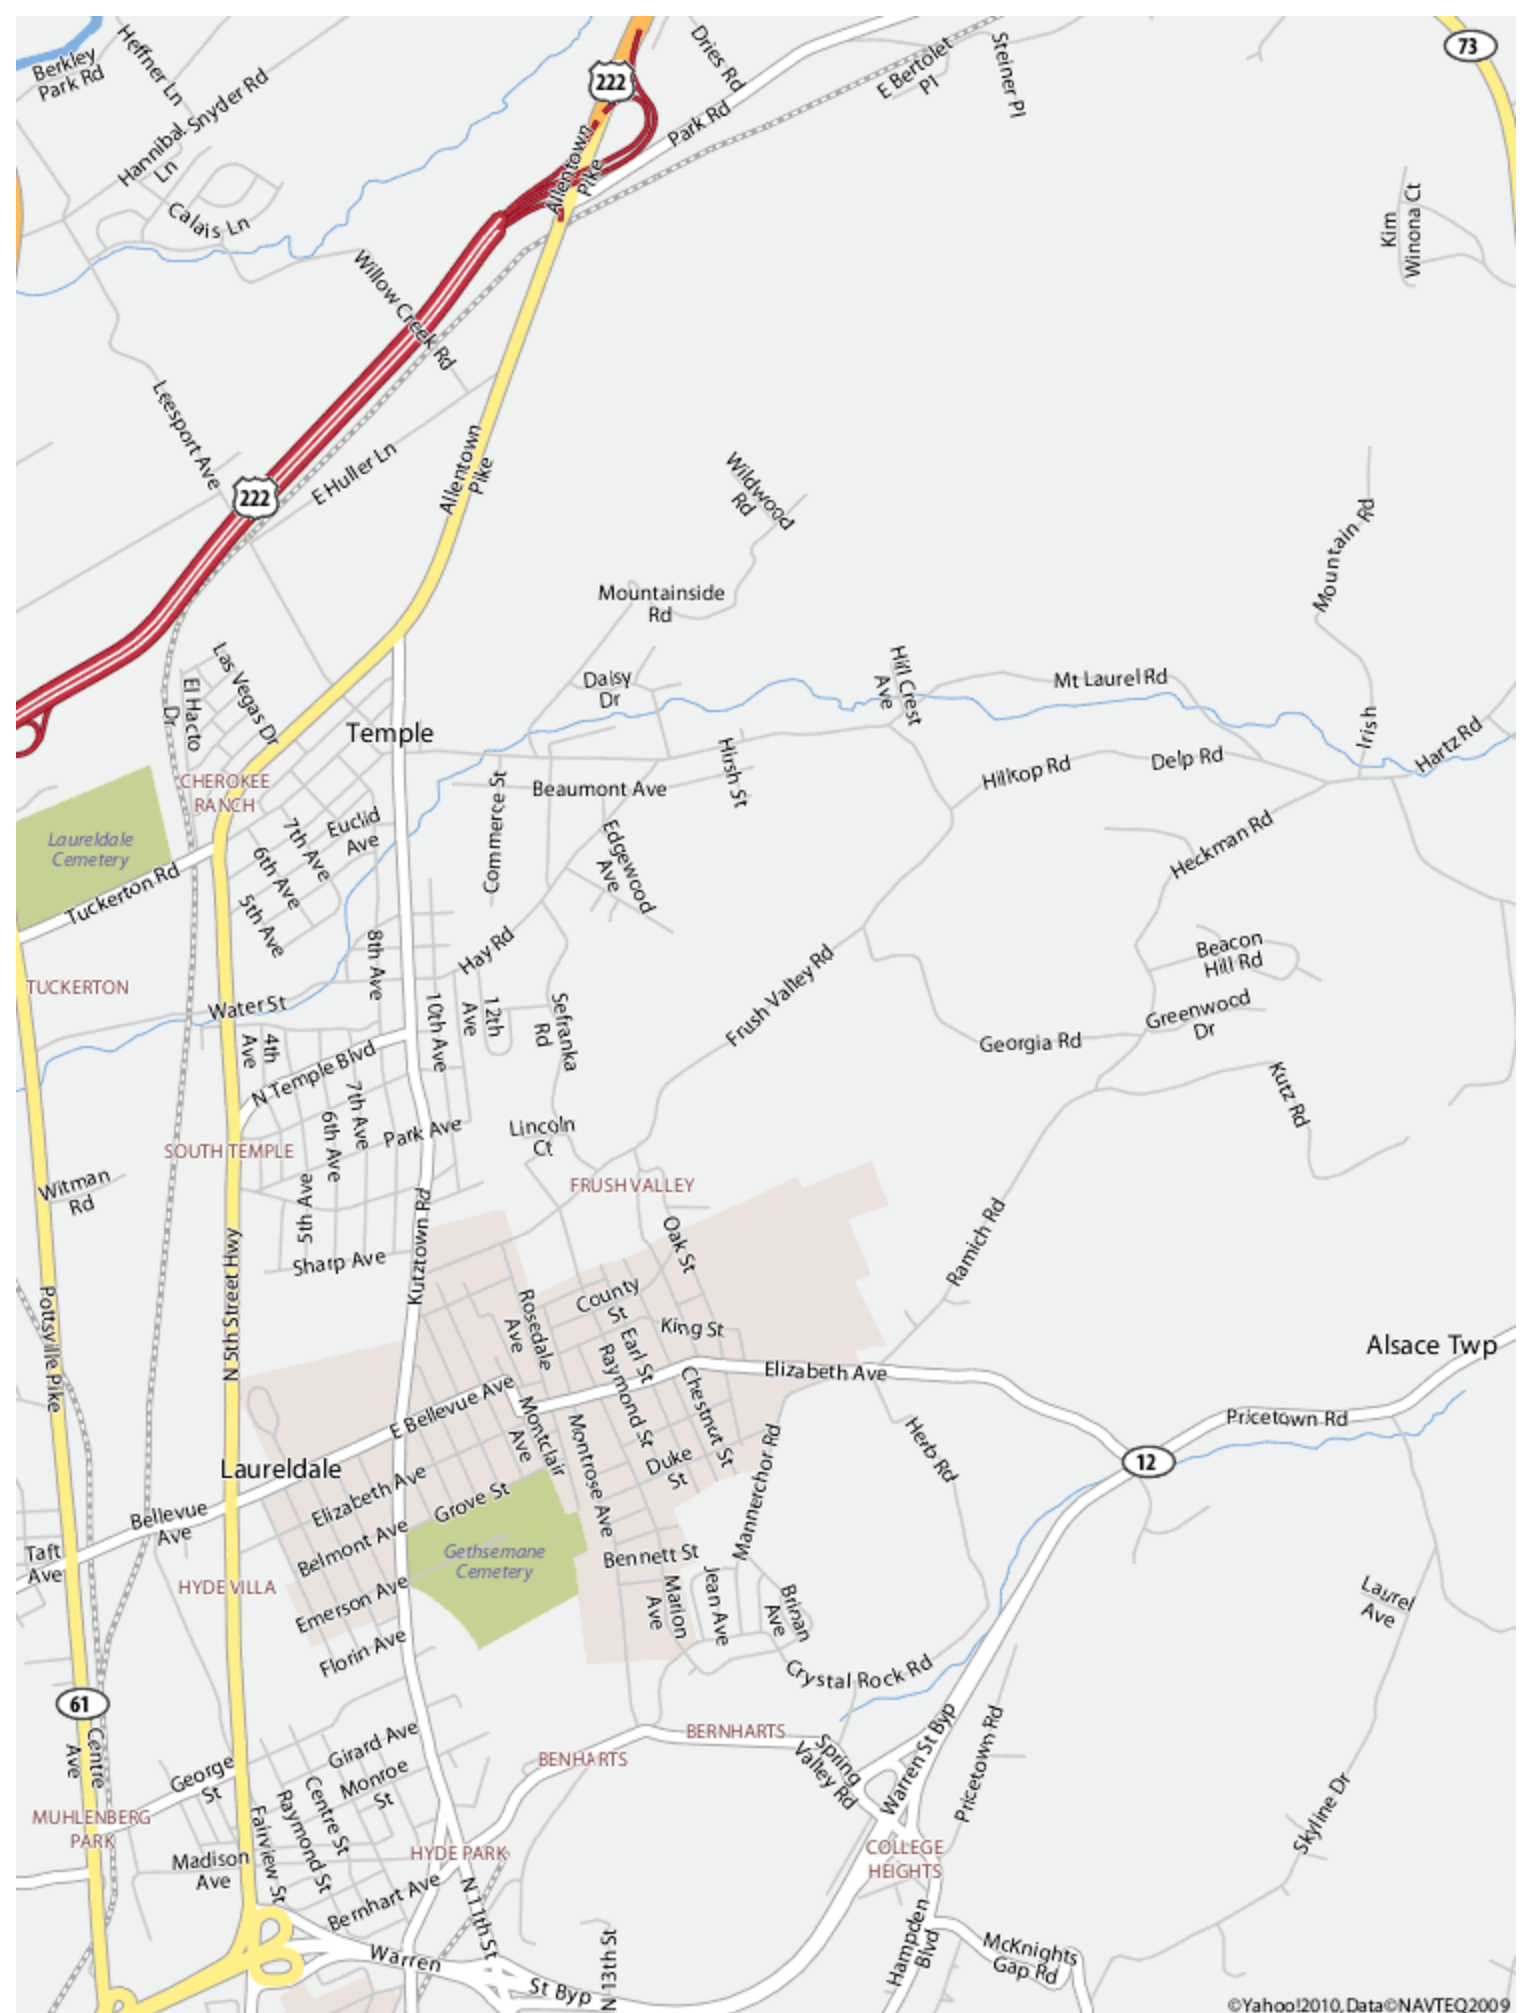 Berkley
Park Rd
Heffner Ln
Hannibal Snyder Rd
Ln
Calais Ln
222
Dries Rd
Park Rd
E Bertolet
Pl
Steiner Pl
73
Allentown
Pike
Kim
Winona Ct
Willow Creek Rd
Leesport Ave
222
E Huller Ln
Allentown
Pike
Wildwood
Rd
Mountain Rd
Mountainside
Rd
Las Vegas Dr
El Hacto
Dr
Daisy
Dr
Hill Crest
Ave
Mt Laurel Rd
Irish
Hartz Rd
Temple
Hirsh St
Hilltop Rd
Delp Rd
CHEROKEE
RANCH
Commerce St
Beaumont Ave
Laureldale
Cemetery
Euclid
Ave
7th Ave
6th Ave
5th Ave
Edgewood
Ave
Heckman Rd
Tuckerton Rd
8th Ave
Hay Rd
Beacon
Hill Rd
TUCKERTON
Water St
10th Ave
12th
Ave
Sefranka
Rd
Frush Valley Rd
Greenwood
Dr
Georgia Rd
4th
Ave
N Temple Blvd
7th Ave
6th Ave
Park Ave
Lincoln
Ct
Kutz Rd
SOUTH TEMPLE
Witman
Rd
5th Ave
FRUSH VALLEY
Kutztown Rd
Oak St
Ramich Rd
N 5th Street Hwy
Sharp Ave
Pottsville Pike
Rosedale
Ave
County
St
King St
Earl St
Raymond St
Elizabeth Ave
Alsace Twp
Chestnut St
E Bellevue Ave
Montclair
Ave
Montrose Ave
Pricetown Rd
Herb Rd
Laureldale
Duke
St
Mannerchor Rd
12
Elizabeth Ave
Grove St
Bellevue
Ave
Belmont Ave
Gethsemane
Cemetery
Bennett St
Taft
Ave
HYDE VILLA
Emerson Ave
Marion
Ave
Jean Ave
Brinan
Ave
Laurel
Ave
Florin Ave
Crystal Rock Rd
61
Centre
Ave
Girard Ave
BERNHARTS
BENHARTS
Spring
Valley Rd
Warren St Byp
Pricetown Rd
George
St
Monroe
St
Centre St
Raymond St
Fairview St
MUHLENBERG
PARK
HYDE PARK
COLLEGE
HEIGHTS
Skyline Dr
Madison
Ave
Bernhart Ave
N 11th St
Hampden
Blvd
McKnights
Gap Rd
Warren
St Byp
N 13th St
©Yahoo!2010, Data©NAVTEQ2009